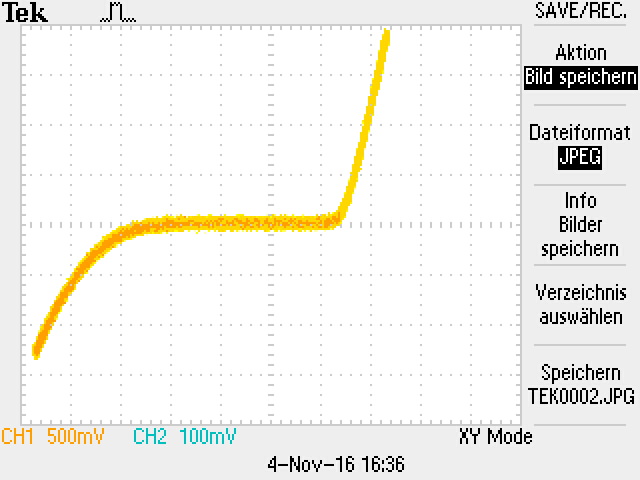 Tek
SAVE/REC.
Aktion
Bild speichern
Dateiformat
JPEG
Info
Bilder
speichern
Verzeichnis
auswählen
Speichern
TEK0002.JPG
CH1 500mV CH2 100mV XY Mode
4-Nov-16 16:36